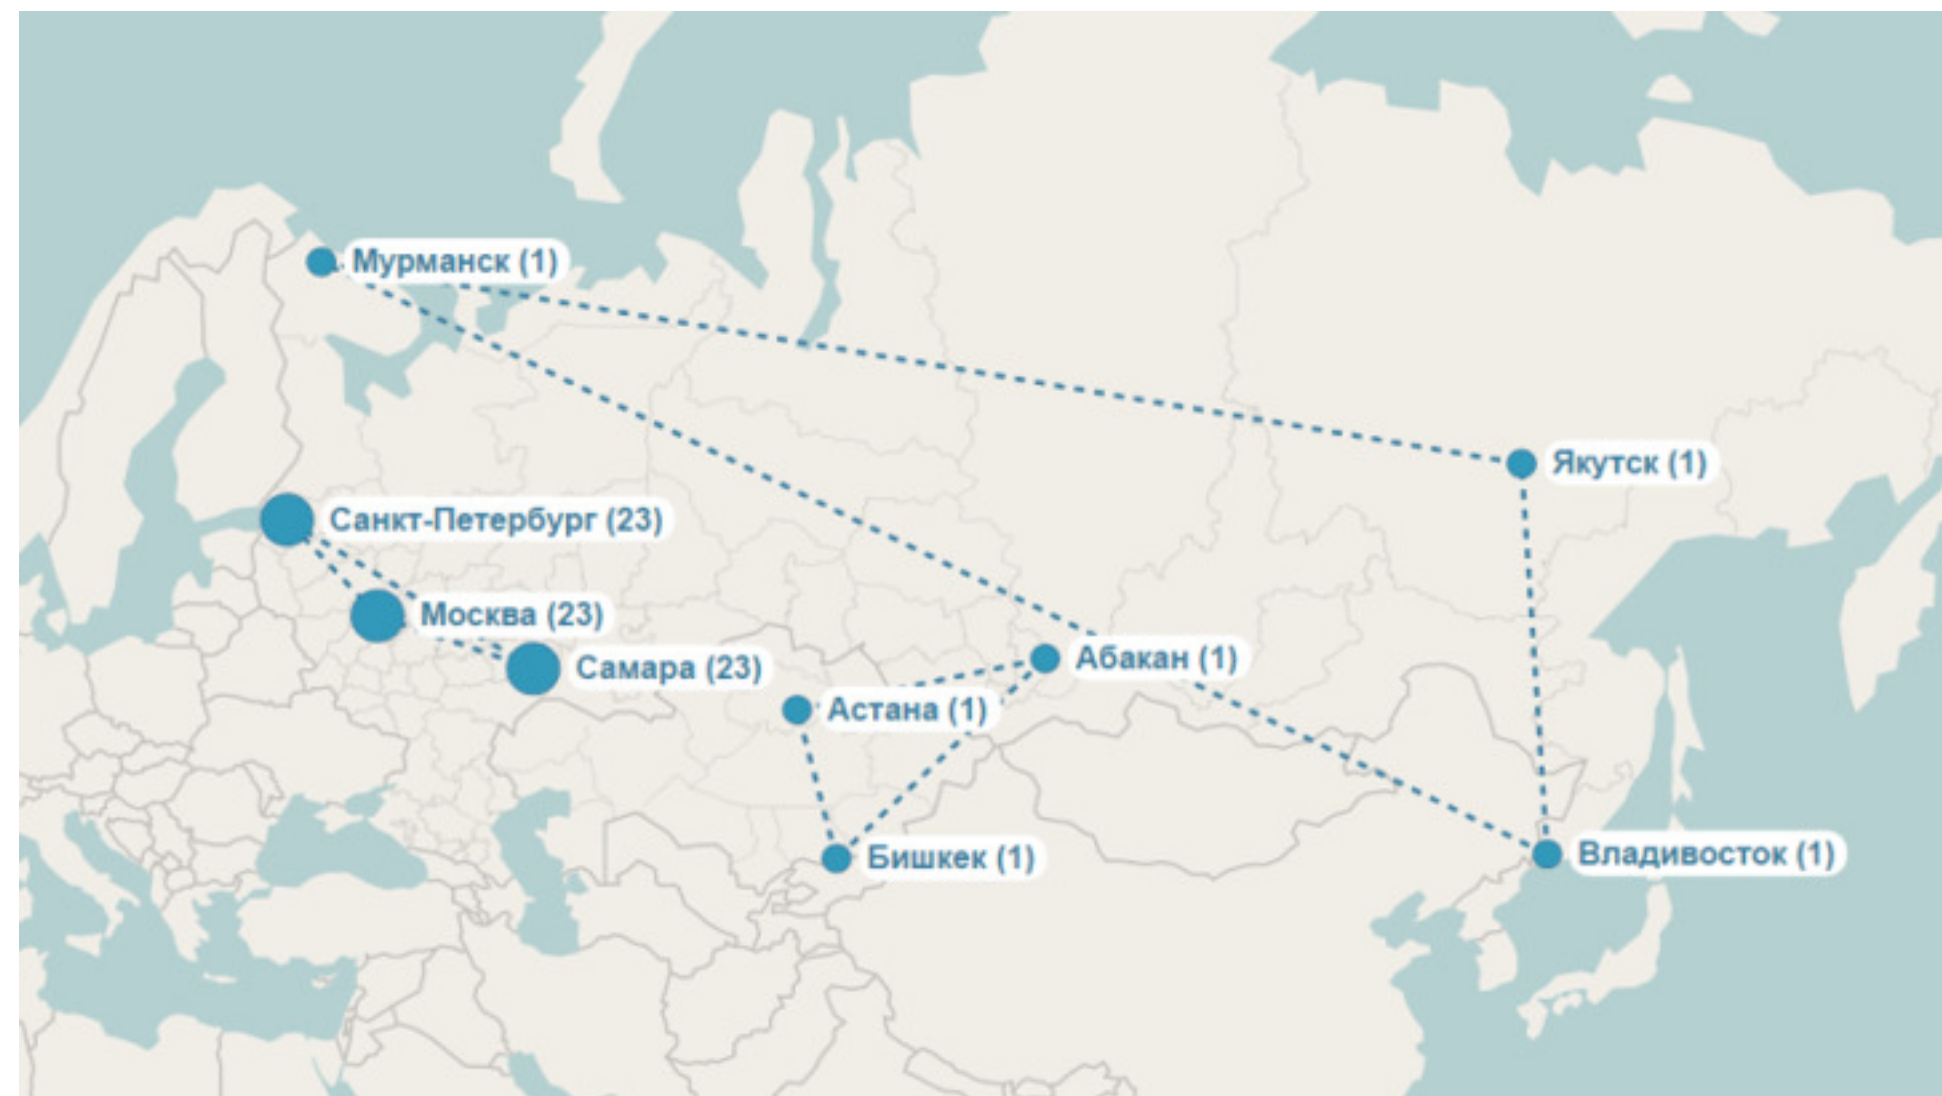 Мурманск (1)
Якутск (1)
Санкт-Петербург (23)
Москва (23)
Самара (23)
Абакан (1)
Астана (1)
Бишкек (1)
Владивосток (1)